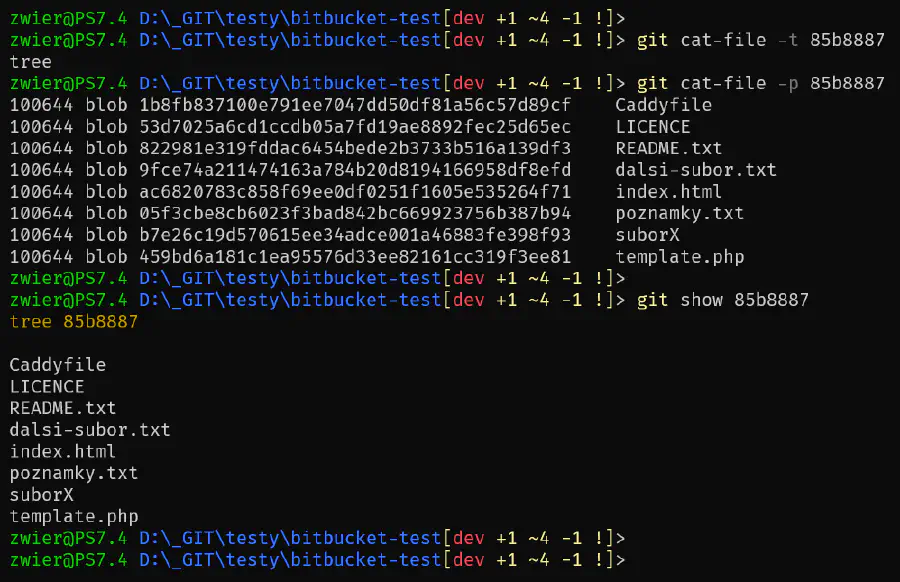 zwier@PS7.4 D:\_GIT\testy\bitbucket-test[dev +1 ~4 -1 !]>
zwier@PS7.4 D:\_GIT\testy\bitbucket-test[dev +1 ~4 -1 !]> git cat-file -t 85b8887
tree
zwier@PS7.4 D:\_GIT\testy\bitbucket-test[dev +1 ~4 -1 !]> git cat-file -p 85b8887
100644 blob 1b8fb837100e791ee7047dd50df81a56c57d89cf    Caddyfile
100644 blob 53d7025a6cd1ccdb05a7fd19ae8892fec25d65ec    LICENCE
100644 blob 822981e319fddac6454bede2b3733b516a139df3    README.txt
100644 blob 9fce74a211474163a784b20d8194166958df8efd    dalsi-subor.txt
100644 blob ac6820783c858f69ee0df0251f1605e535264f71    index.html
100644 blob 05f3cbe8cb6023f3bad842bc669923756b387b94    poznamky.txt
100644 blob b7e26c19d570615ee34adce001a46883fe398f93    suborX
100644 blob 459bd6a181c1ea95576d33ee82161cc319f3ee81    template.php
zwier@PS7.4 D:\_GIT\testy\bitbucket-test[dev +1 ~4 -1 !]>
zwier@PS7.4 D:\_GIT\testy\bitbucket-test[dev +1 ~4 -1 !]> git show 85b8887
tree 85b8887
Caddyfile
LICENCE
README.txt
dalsi-subor.txt
index.html
poznamky.txt
suborX
template.php
zwier@PS7.4 D:\_GIT\testy\bitbucket-test[dev +1 ~4 -1 !]>
zwier@PS7.4 D:\_GIT\testy\bitbucket-test[dev +1 ~4 -1 !]>